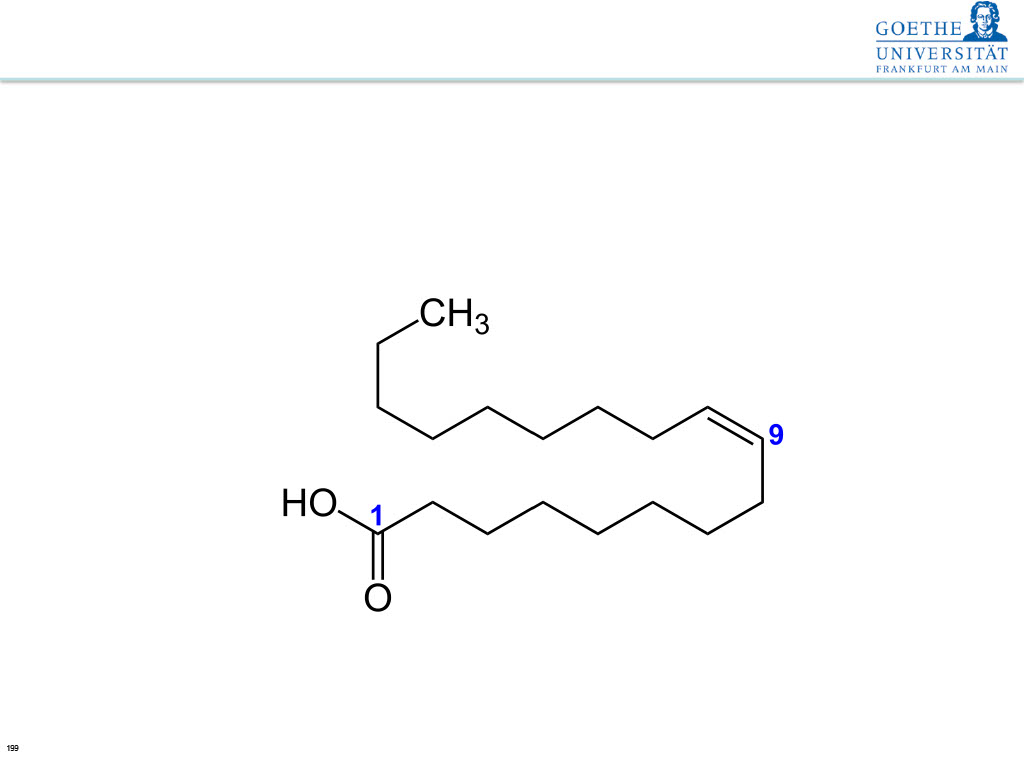 GOETHE
UNIVERSITÄT
FRANKFURT AM MAIN
CH3
9
HO
1
O
199